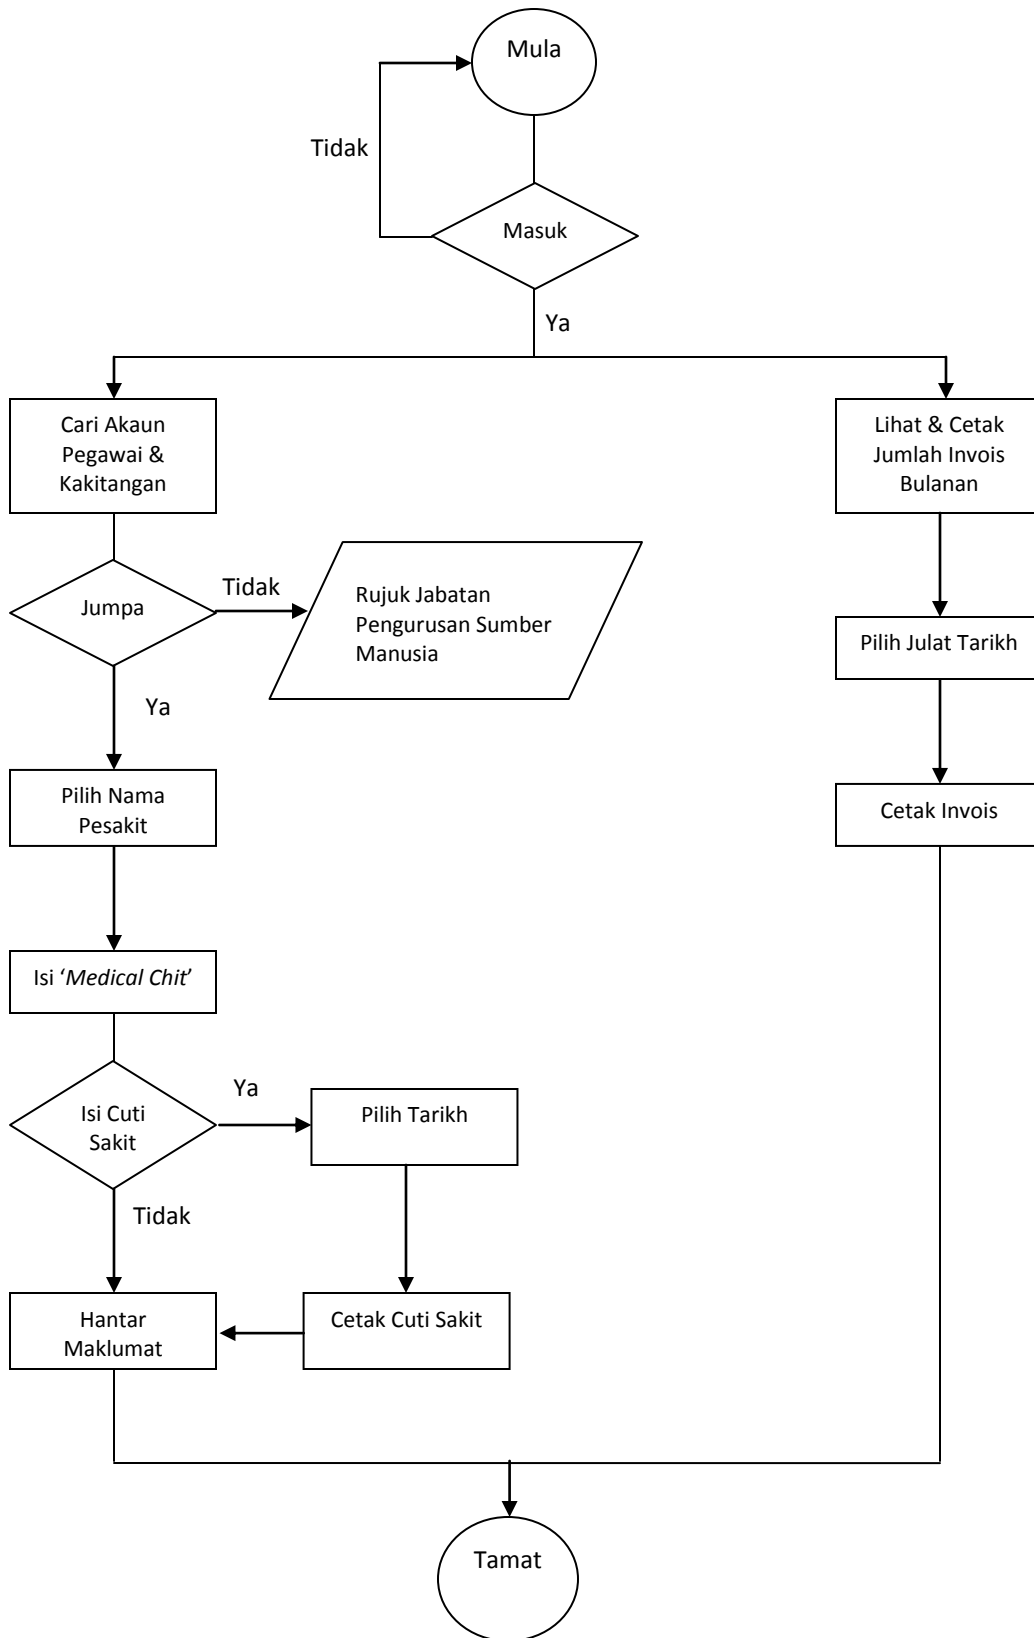 Mula
Tidak
Masuk
Ya
Cari Akaun
Pegawai &
Kakitangan
Lihat & Cetak
Jumlah Invois
Bulanan
Jumpa
Tidak
Rujuk Jabatan
Pengurusan Sumber
Manusia
Pilih Julat Tarikh
Ya
Pilih Nama
Pesakit
Cetak Invois
Isi ‘Medical Chit’
Isi Cuti
Sakit
Ya
Pilih Tarikh
Tidak
Hantar
Maklumat
Cetak Cuti Sakit
Tamat